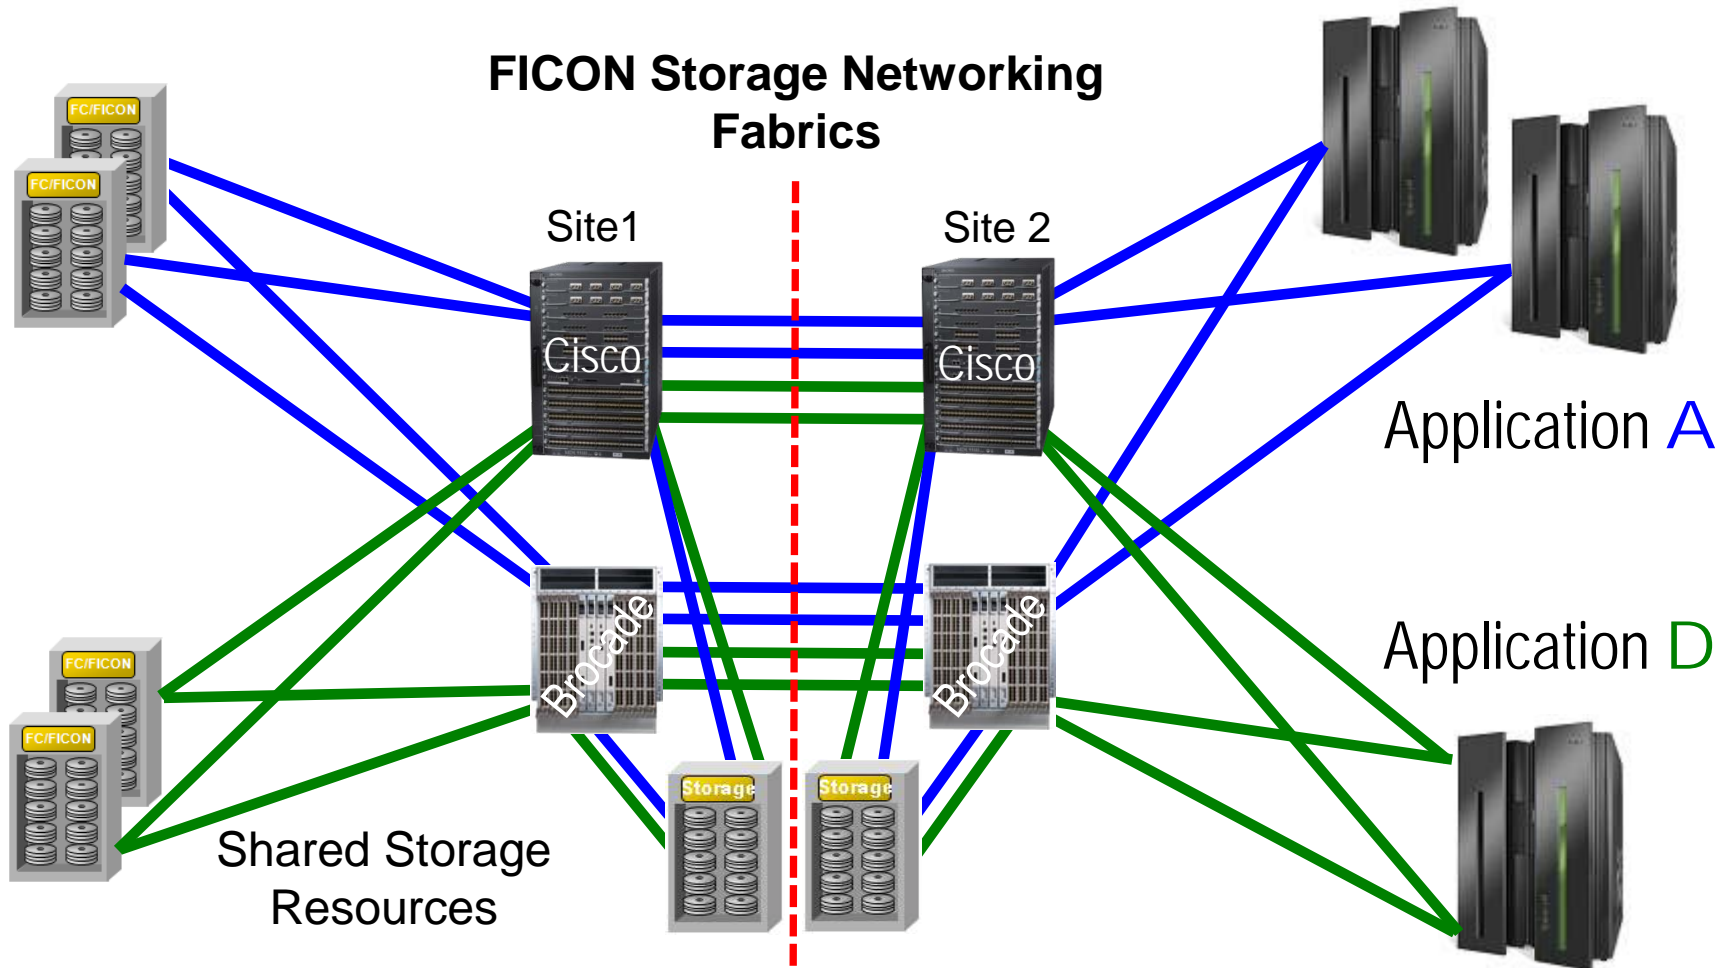 FICON Storage Networking
Fabrics
FC/FICON
FC/FICON
Site1
Site 2
Cisco
Cisco
Application A
Brocade
Brocade
Application D
FC/FICON
FC/FICON
Storage
Storage
Shared Storage
Resources